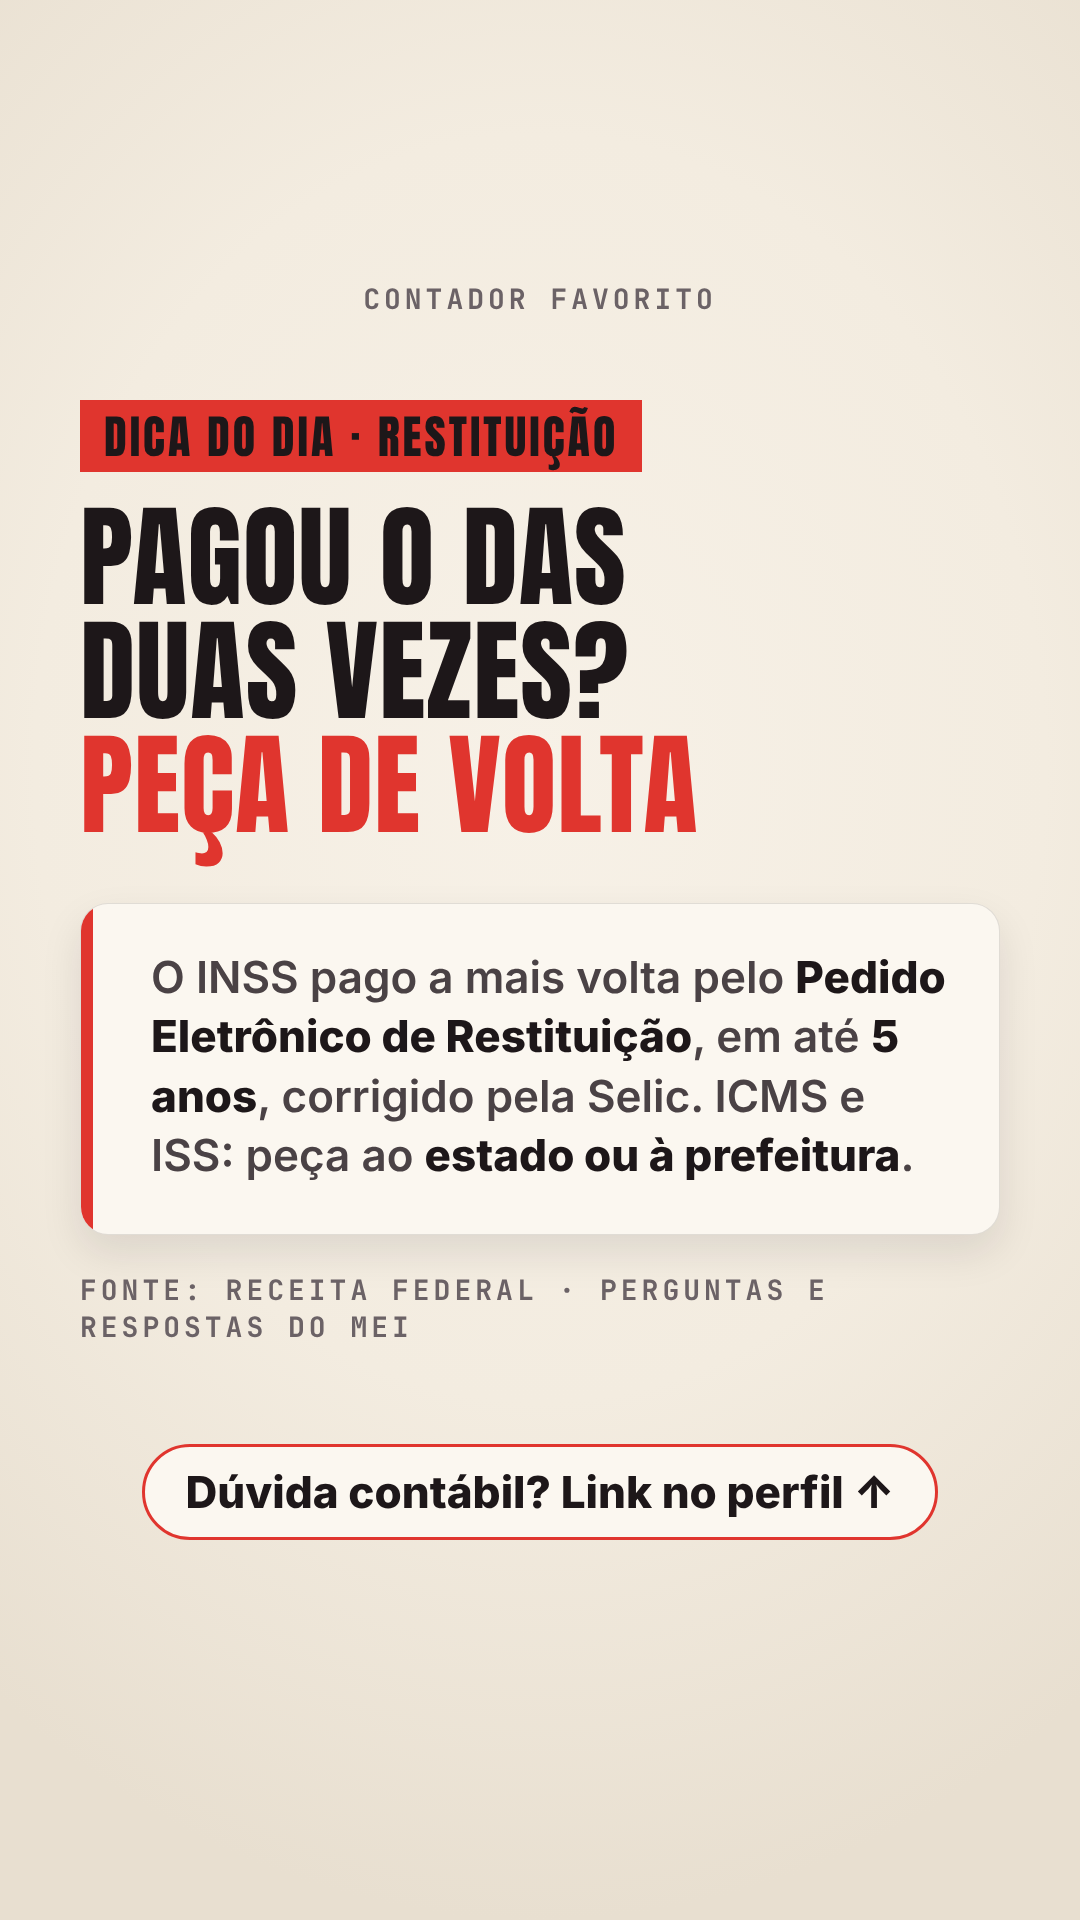 CONTADOR FAVORITO
DICA DO DIA · RESTITUIÇÃO
PAGOU O DAS
DUAS VEZES?
PEÇA DE VOLTA
O INSS pago a mais volta pelo Pedido
Eletrônico de Restituição, em até 5
anos, corrigido pela Selic. ICMS e
ISS: peça ao estado ou à prefeitura.
FONTE: RECEITA FEDERAL · PERGUNTAS E
RESPOSTAS DO MEI
Dúvida contábil? Link no perfil ↑